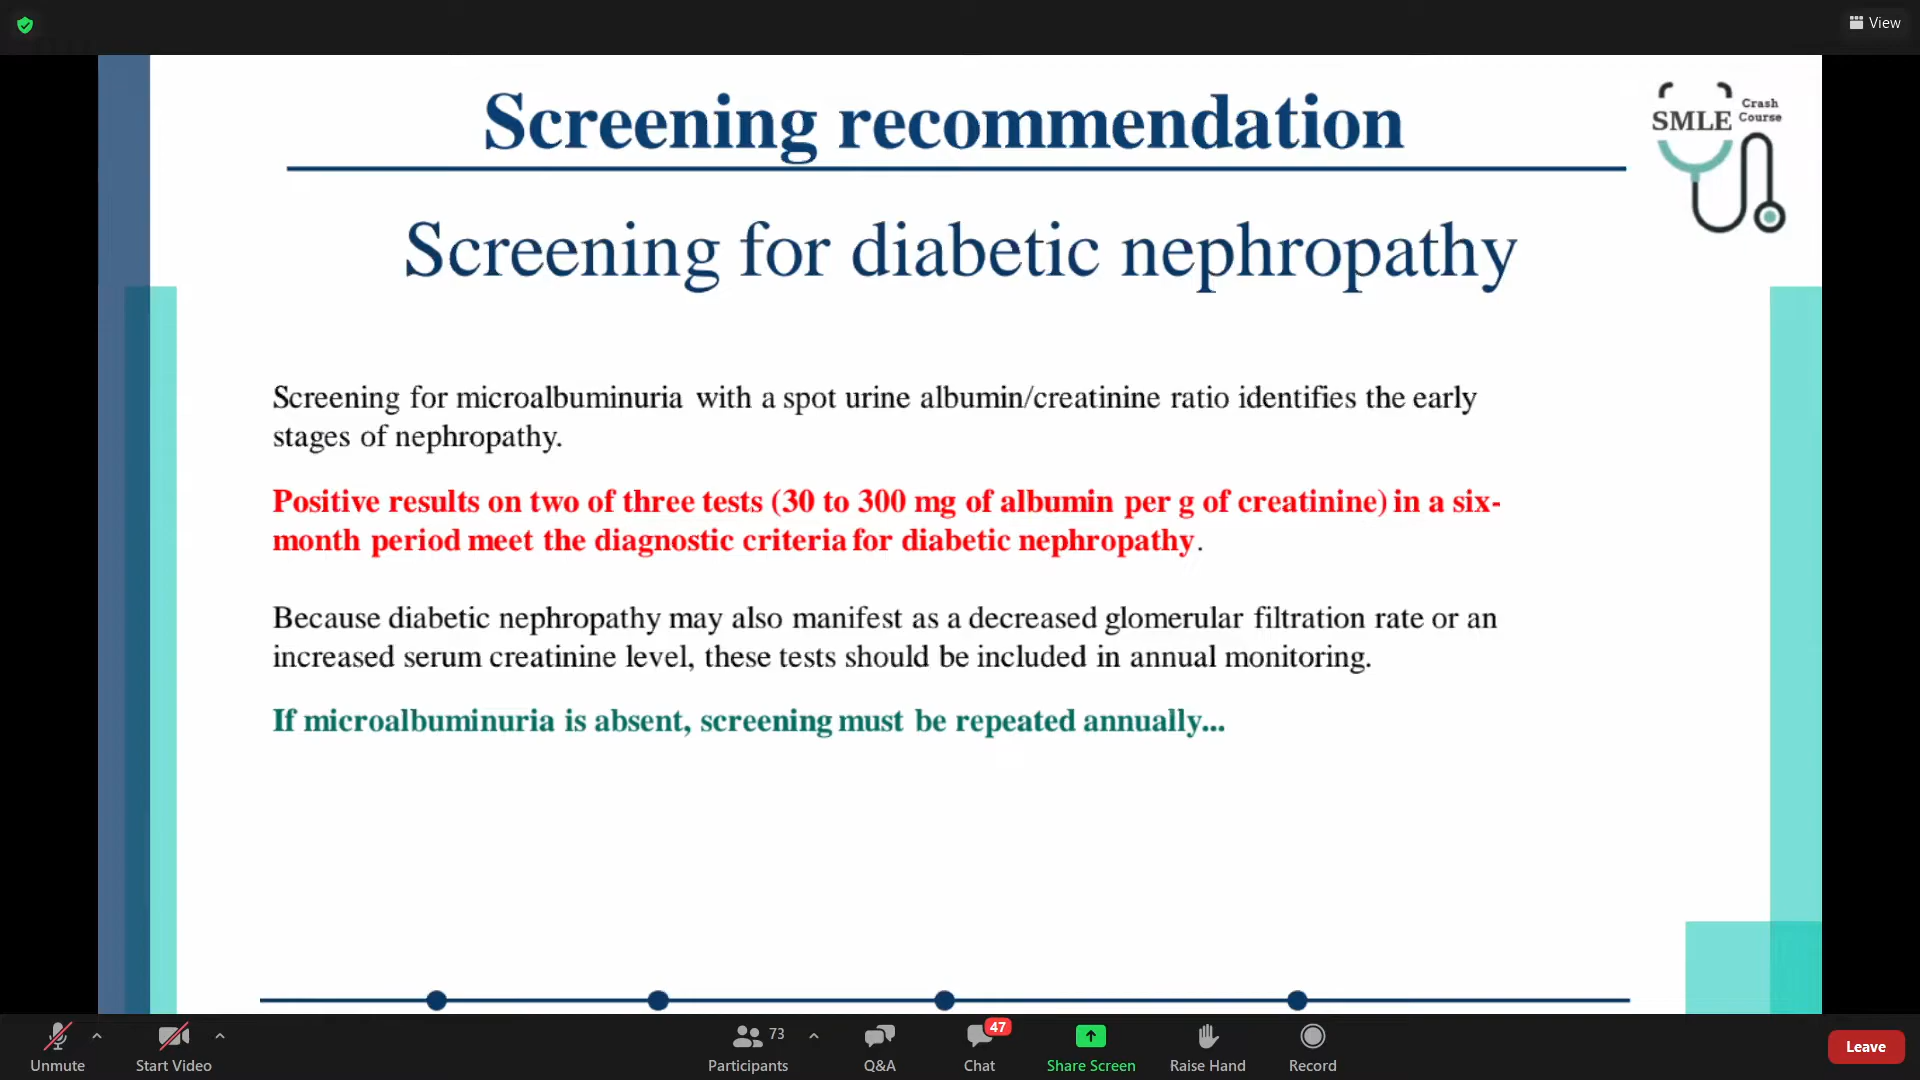 View
Screening recommendation
SMLE Crash Course
Screening for diabetic nephropathy
Screening for microalbuminuria with a spot urine albumin/creatinine ratio identifies the early
stages of nephropathy.
Positive results on two of three tests (30 to 300 mg of albumin per g of creatinine) in a six-
month period meet the diagnostic criteria for diabetic nephropathy.
Because diabetic nephropathy may also manifest as a decreased glomerular filtration rate or an
increased serum creatinine level, these tests should be included in annual monitoring.
If microalbuminuria is absent, screening must be repeated annually...
73
47
Unmute
Start Video
Participants
Q&A
Chat
Share Screen
Raise Hand
Record
Leave